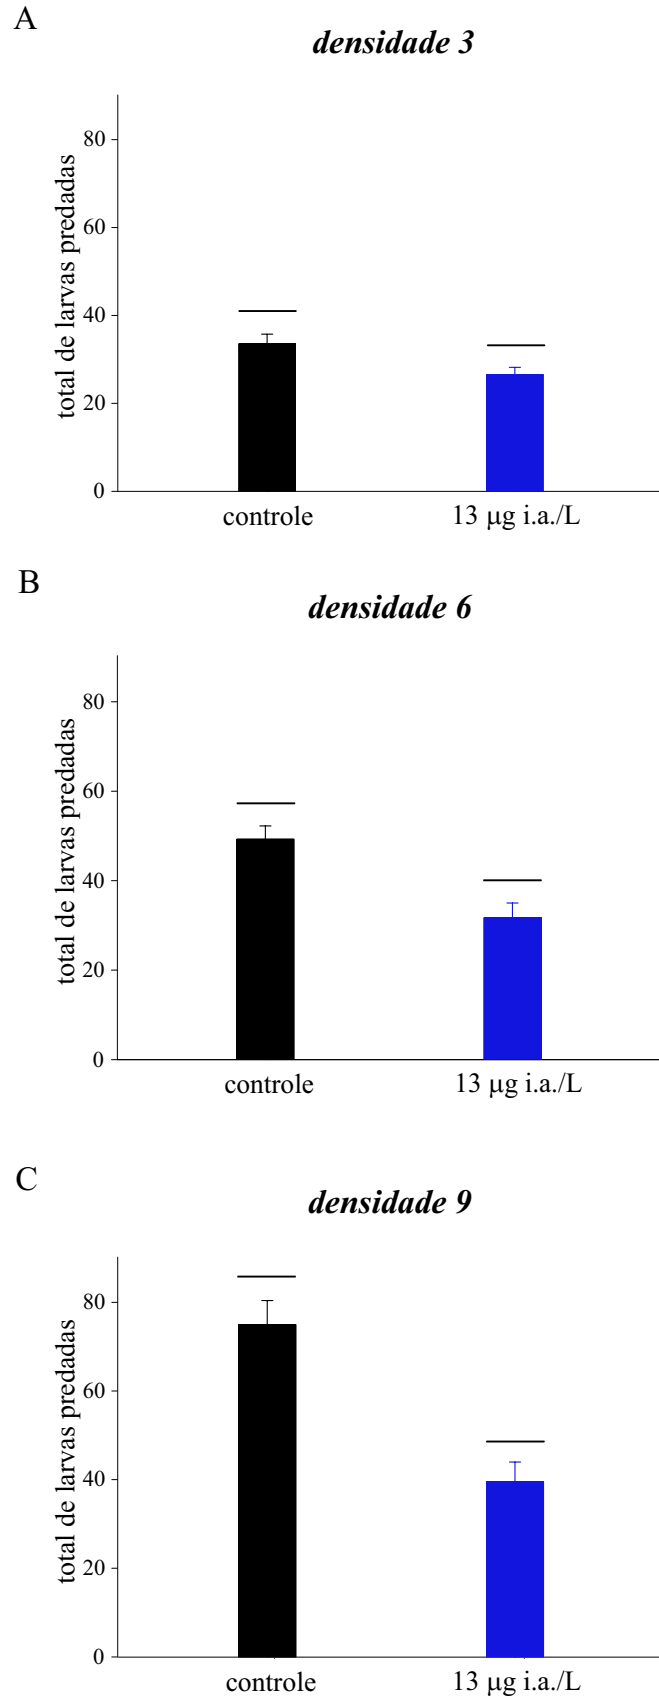 A
densidade 3
total de larvas predadas
80
60
40
20
0
controle
13 μg i.a./L
B
densidade 6
total de larvas predadas
80
60
40
20
0
controle
13 μg i.a./L
C
densidade 9
total de larvas predadas
80
60
40
20
0
controle
13 μg i.a./L